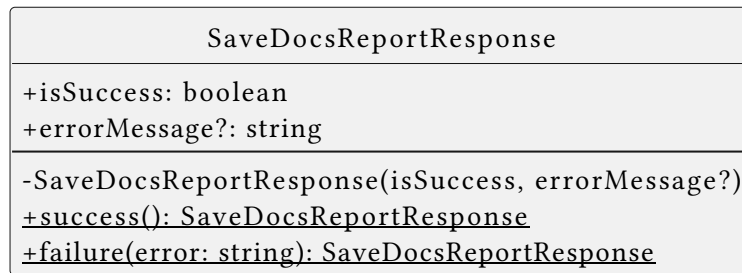 SaveDocsReportResponse
+isSuccess: boolean
+errorMessage?: string
-SaveDocsReportResponse(isSuccess, errorMessage?)
+success(): SaveDocsReportResponse
+failure(error: string): SaveDocsReportResponse